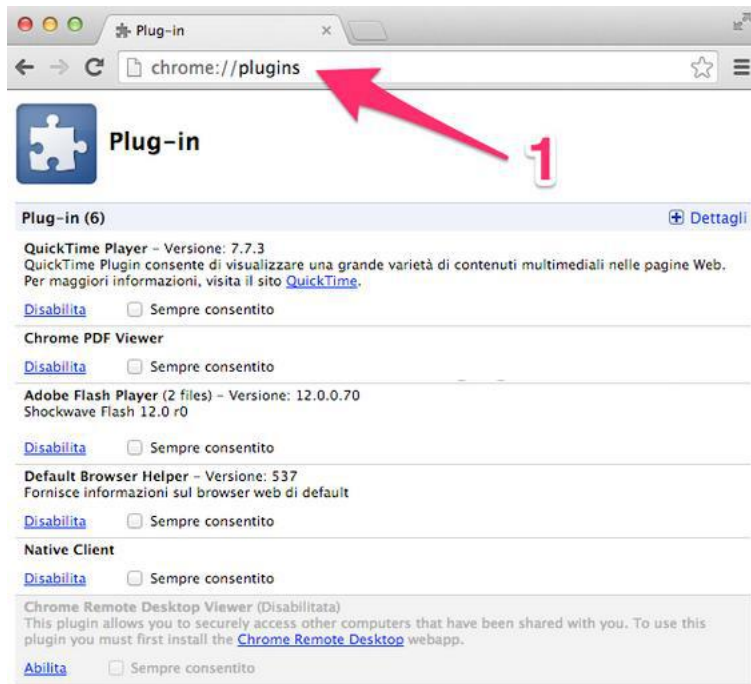 Plug-in
chrome://plugins
1
Plug-in
Plug-in (6)
Dettagli
QuickTime Player - Versione: 7.7.3
QuickTime Plugin consente di visualizzare una grande varietà di contenuti multimediali nelle pagine Web.
Per maggiori informazioni, visita il sito QuickTime.
Disabilita Sempre consentito
Chrome PDF Viewer
Disabilita Sempre consentito
Adobe Flash Player (2 files) - Versione: 12.0.0.70
Shockwave Flash 12.0 r0
Disabilita Sempre consentito
Default Browser Helper - Versione: 537
Fornisce informazioni sul browser web di default
Disabilita Sempre consentito
Native Client
Disabilita Sempre consentito
Chrome Remote Desktop Viewer (Disabilitata)
This plugin allows you to securely access other computers that have been shared with you. To use this
plugin you must first install the Chrome Remote Desktop webapp.
Abilita Sempre consentito